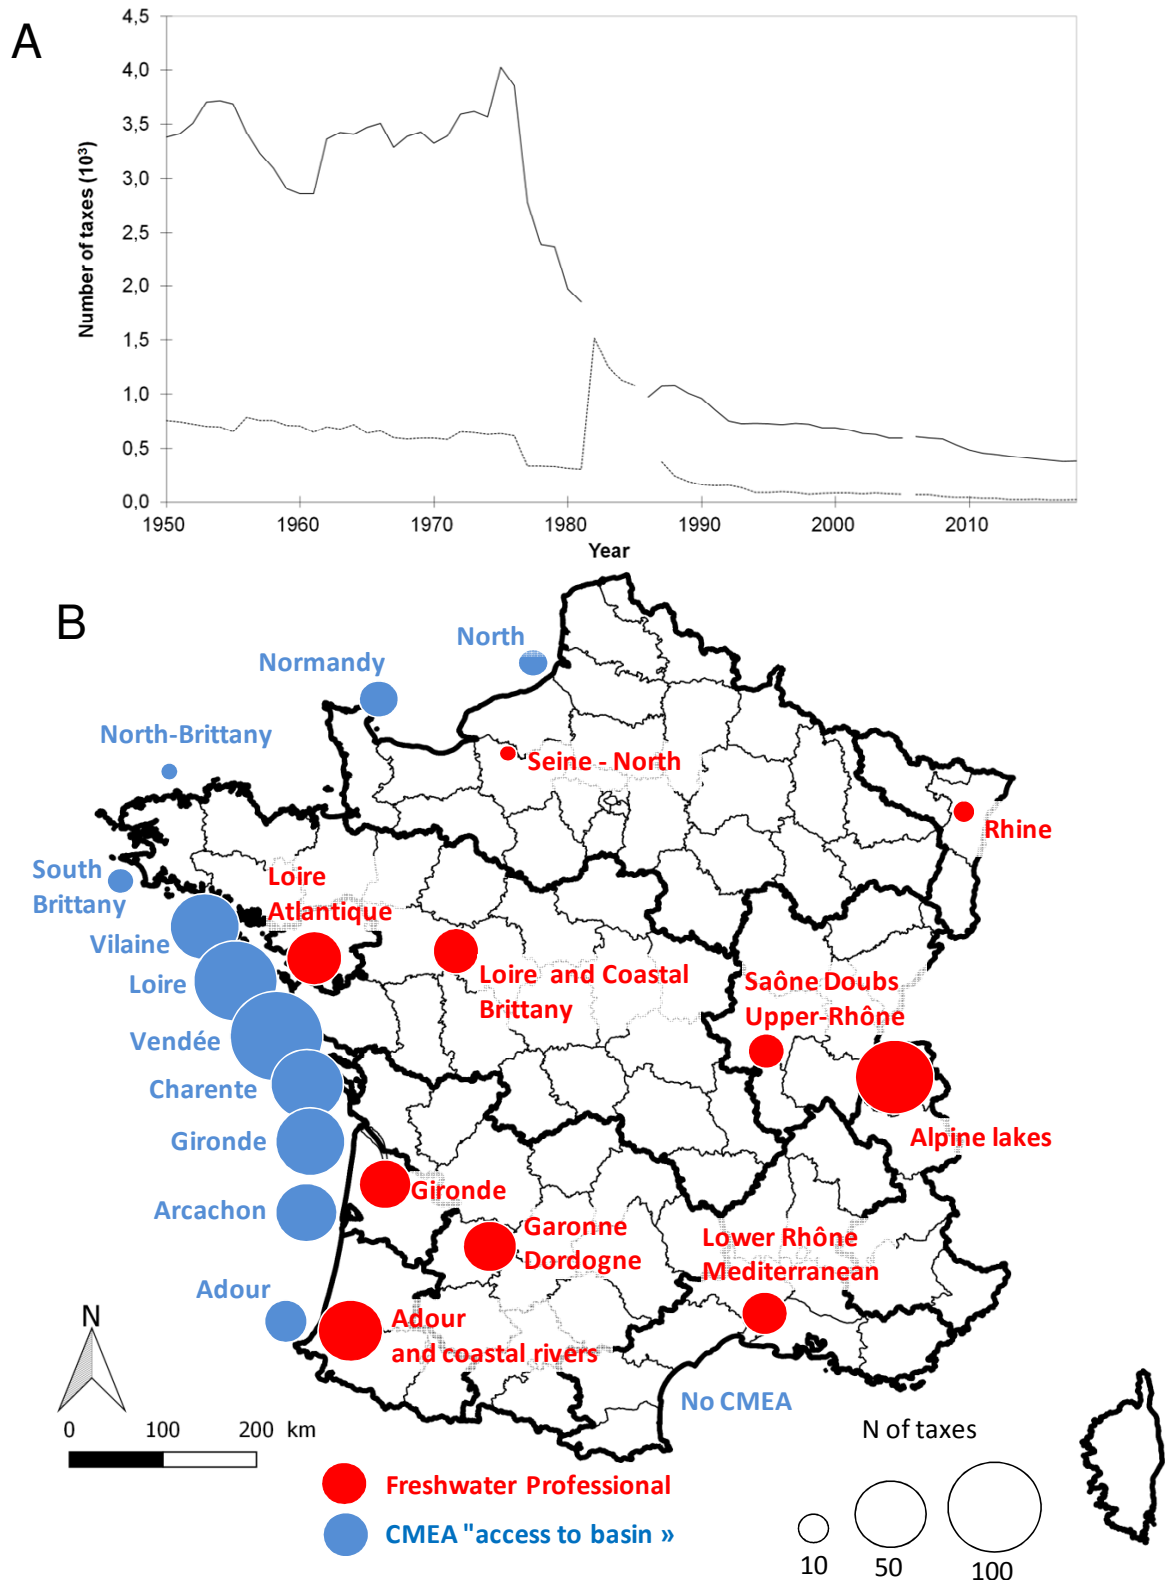 A
4,5
4,0
3,5
3,0
2,5
2,0
1,5
1,0
0,5
0,0
Number of taxes (10³)
1950 1960 1970 1980 1990 2000 2010
Year
B
North
Normandy
North-Brittany
Seine - North
Rhine
South
Brittany
Loire
Atlantique
Vilaine
Loire
Loire and Coastal
Brittany
Saône Doubs
Upper-Rhône
Vendée
Charente
Alpine lakes
Gironde
Gironde
Arcachon
Garonne
Dordogne
Lower Rhône
Mediterranean
Adour
Adour
and coastal rivers
N
No CMEA
0 100 200 km
N of taxes
10 50 100
Freshwater Professional
CMEA "access to basin »